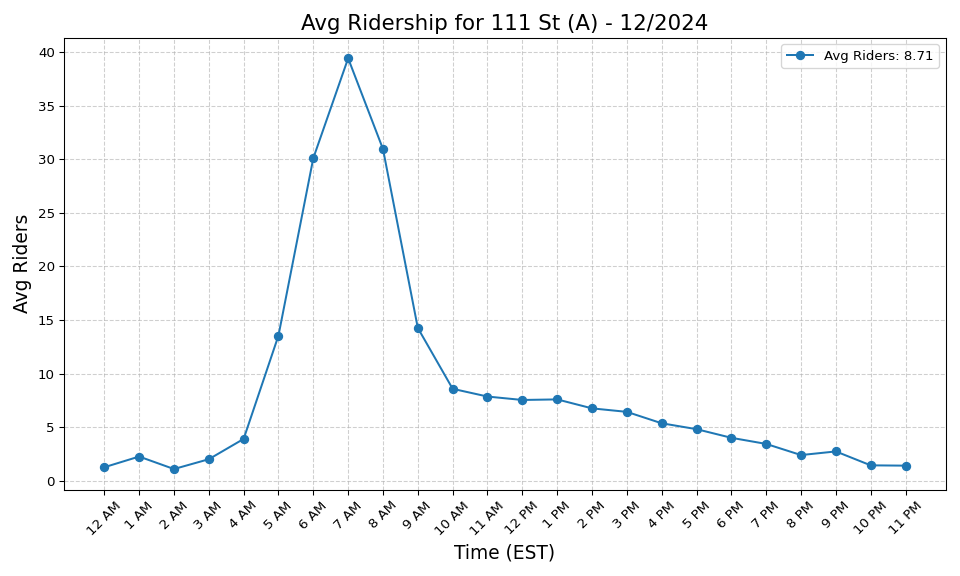 Avg Ridership for 111 St (A) - 12/2024
Avg Riders: 8.71
Avg Riders
40
35
30
25
20
15
10
5
0
12 AM
1 AM
2 AM
3 AM
4 AM
5 AM
6 AM
7 AM
8 AM
9 AM
10 AM
11 AM
12 PM
1 PM
2 PM
3 PM
4 PM
5 PM
6 PM
7 PM
8 PM
9 PM
10 PM
11 PM
Time (EST)